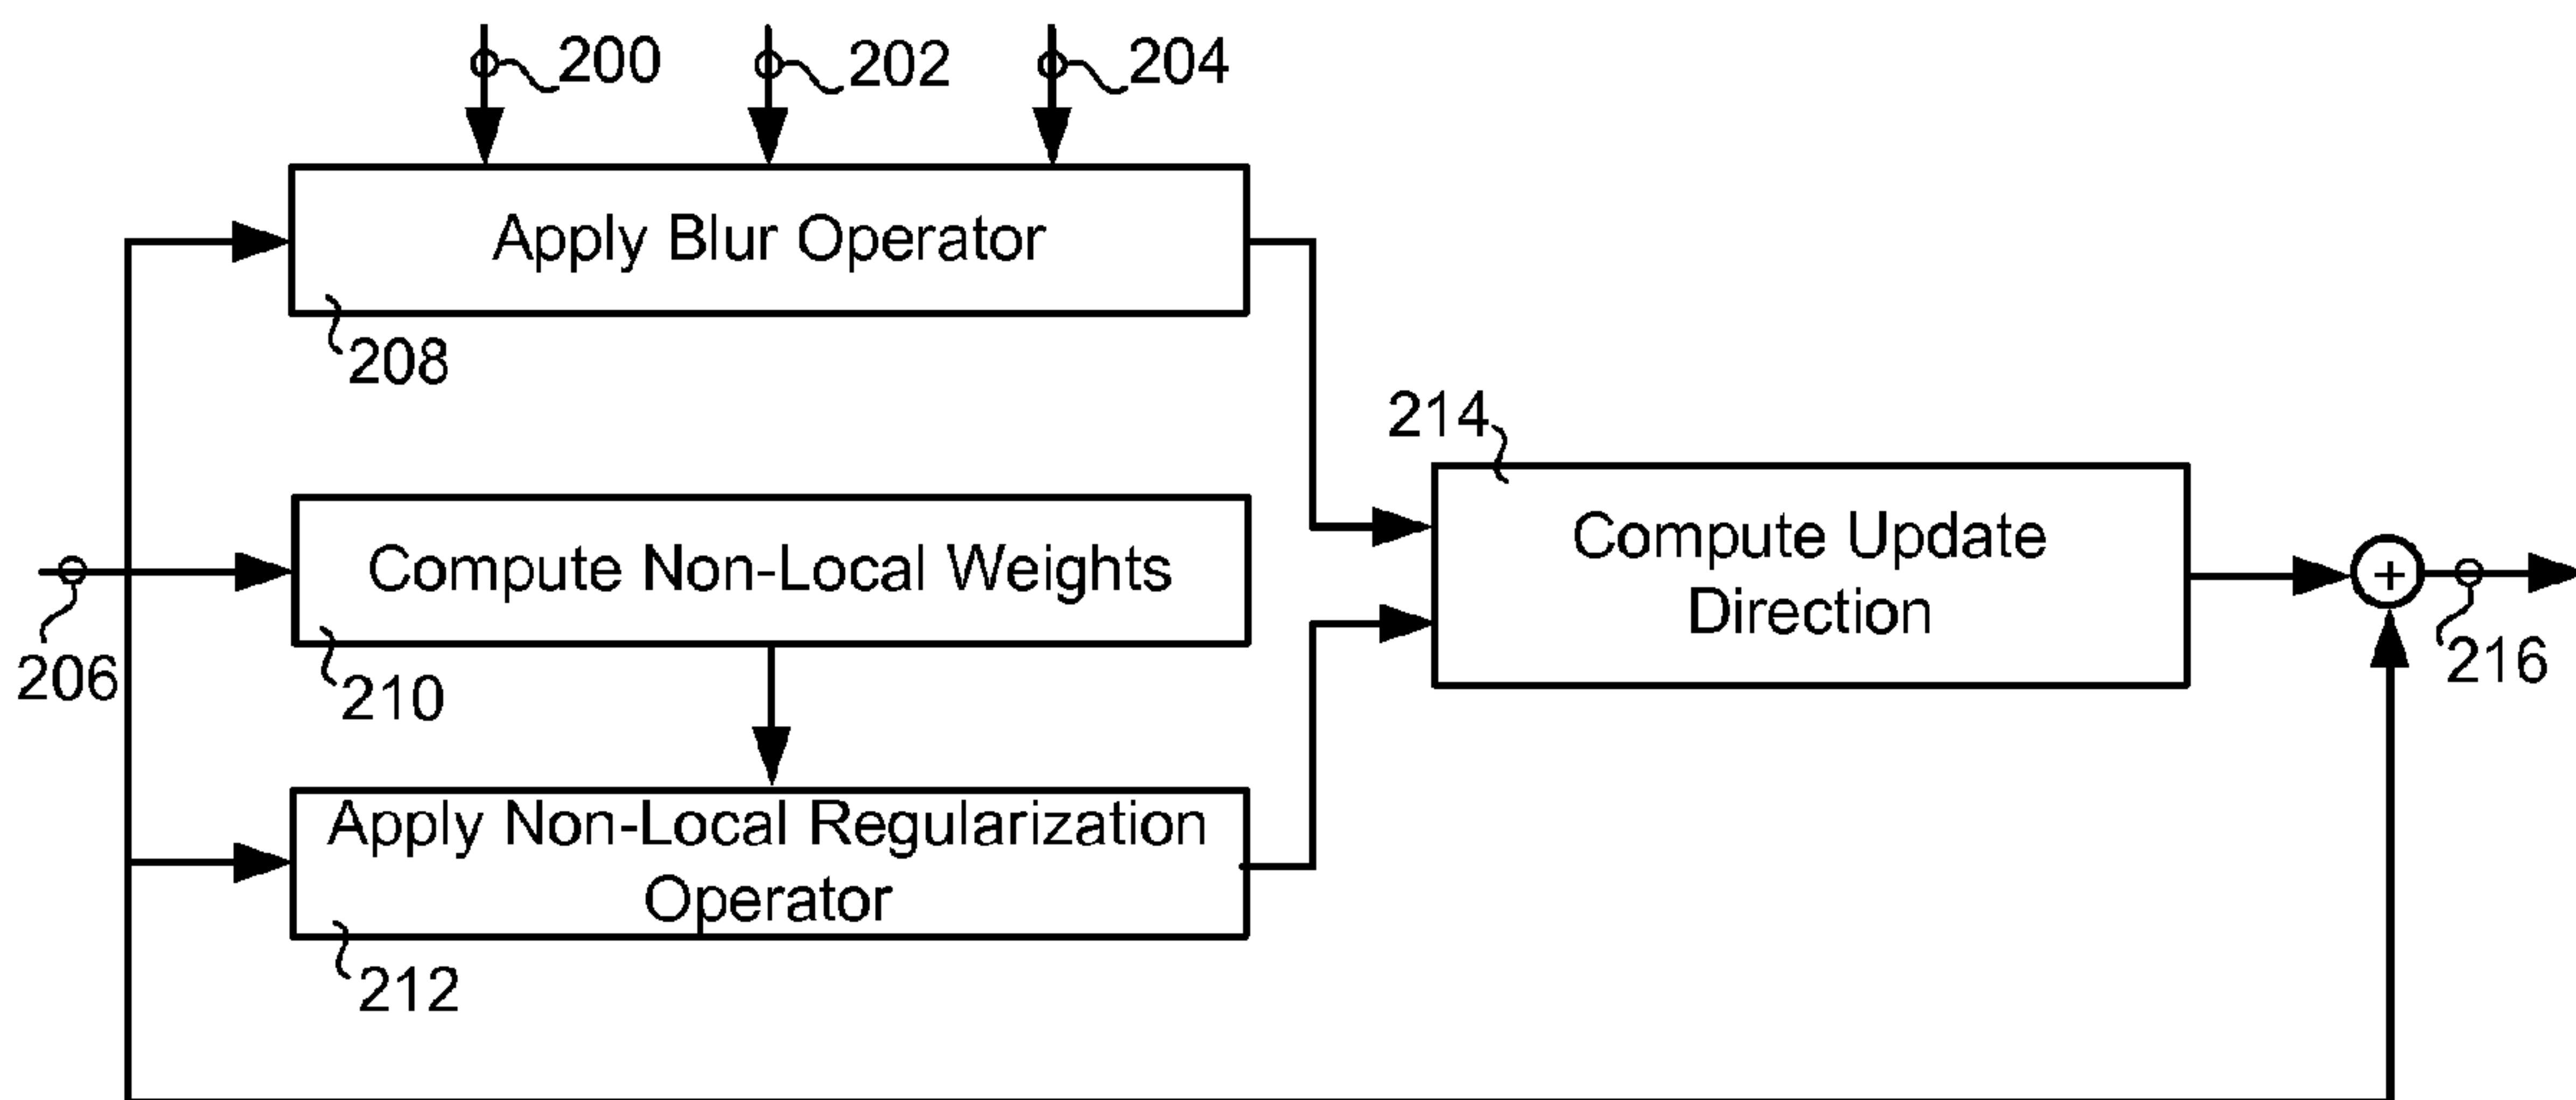 200
202
204
Apply Blur Operator
208
214
Compute Update
Direction
Compute Non-Local Weights
+
206
210
216
Apply Non-Local Regularization
Operator
212